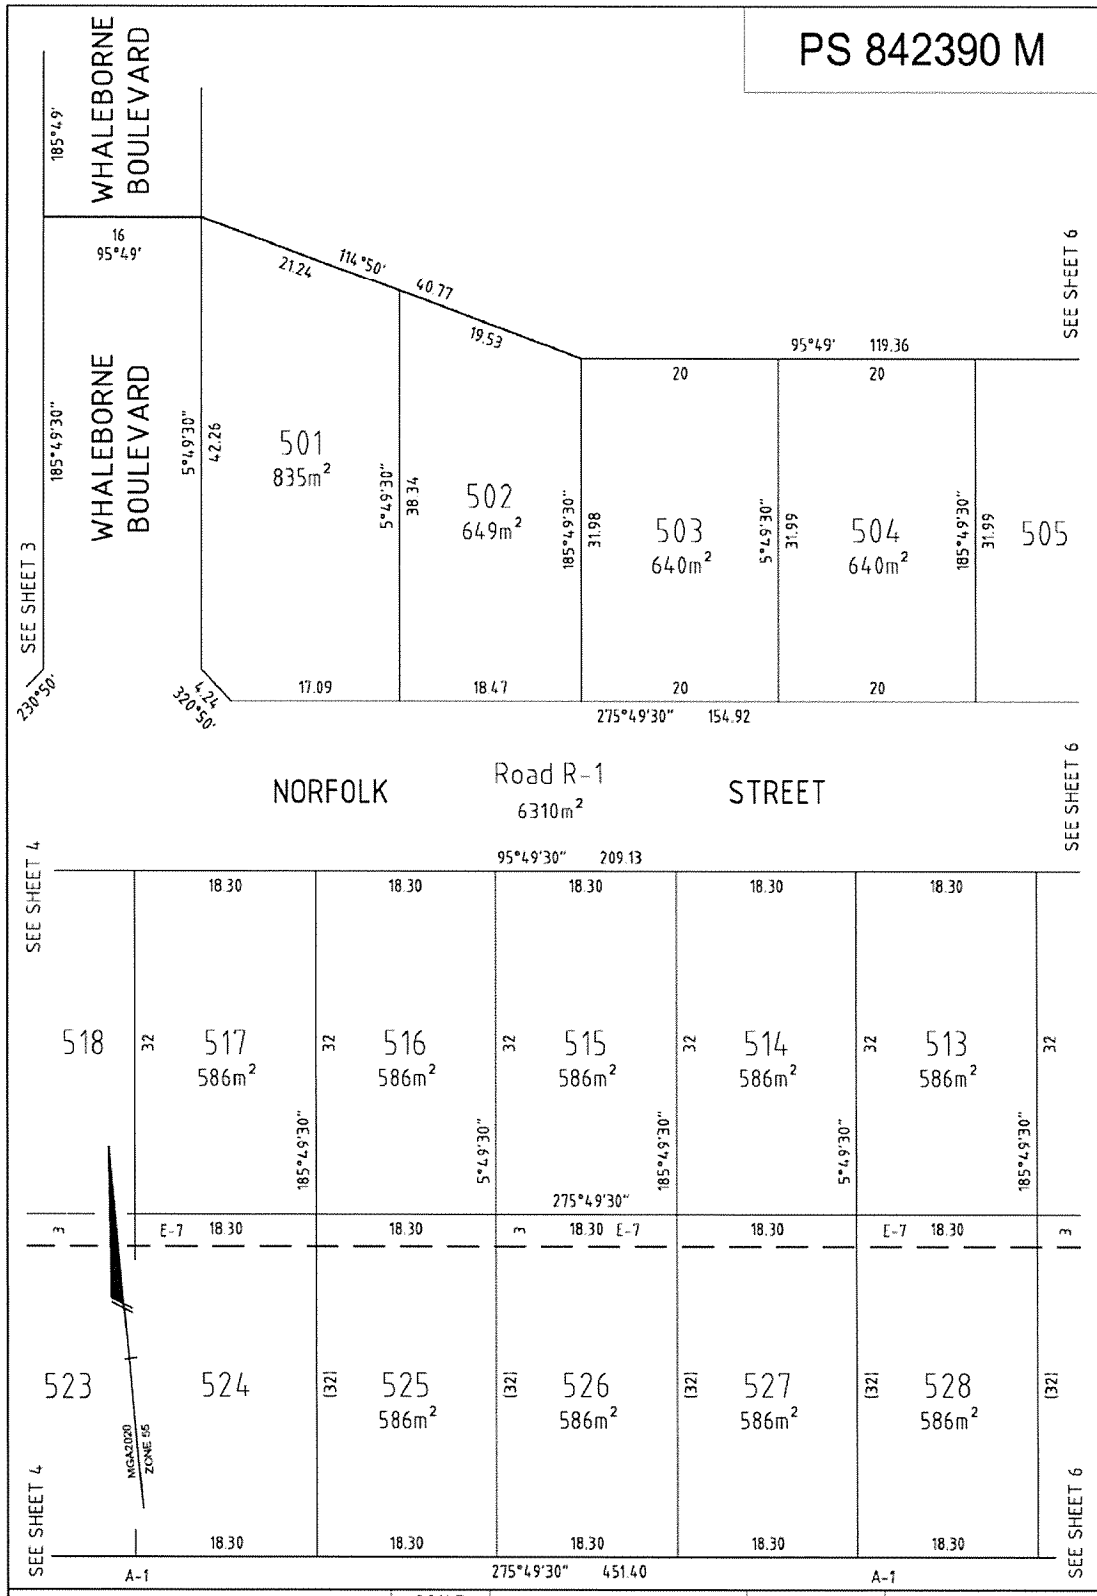 PS 842390 M
WHALEBORNE
BOULEVARD
185°49'
16
95°49'
21.24
114°50'
40.77
19.53
SEE SHEET 6
95°49' 119.36
20
20
WHALEBORNE
BOULEVARD
185°49'30"
5°49'30"
42.26
501
835m²
5°49'30"
38.34
502
649m²
185°49'30"
31.98
503
640m²
5°49'30"
31.99
504
640m²
185°49'30"
31.99
505
SEE SHEET 3
230°50'
4.24
320°50'
17.09
18.47
20
20
275°49'30" 154.92
NORFOLK
Road R-1
6310m²
STREET
SEE SHEET 6
SEE SHEET 4
95°49'30" 209.13
18.30
18.30
18.30
18.30
18.30
518
32
517
586m²
32
516
586m²
32
515
586m²
32
514
586m²
32
513
586m²
32
185°49'30"
5°49'30"
185°49'30"
5°49'30"
185°49'30"
275°49'30"
3
E-7 18.30
18.30
3
18.30 E-7
18.30
E-7 18.30
3
523
524
(32)
525
586m²
(32)
526
586m²
(32)
527
586m²
(32)
528
586m²
(32)
MGA2020
ZONE 55
SEE SHEET 4
SEE SHEET 6
18.30
18.30
18.30
18.30
18.30
A-1
275°49'30" 451.40
A-1